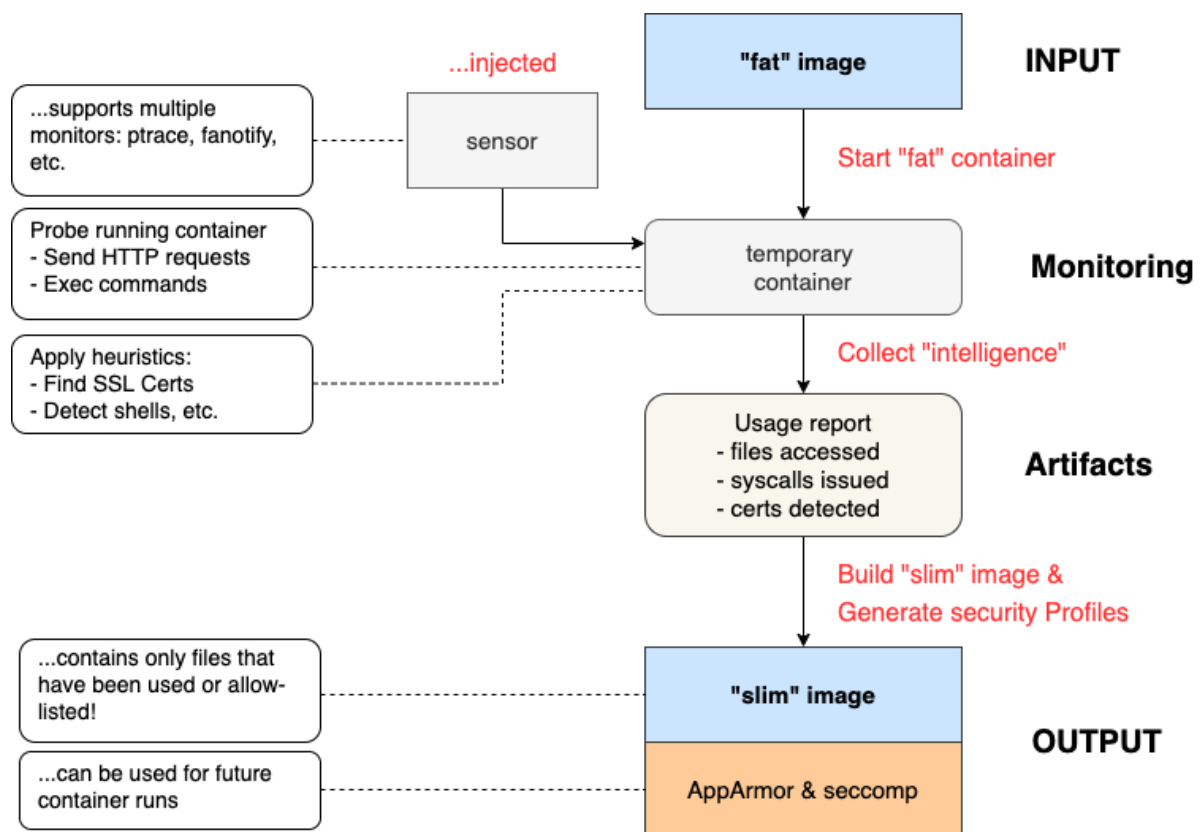 "fat" image
INPUT
...injected
...supports multiple
monitors: ptrace, fanotify,
etc.
sensor
Start "fat" container
Probe running container
- Send HTTP requests
- Exec commands
temporary
container
Monitoring
Apply heuristics:
- Find SSL Certs
- Detect shells, etc.
Collect "intelligence"
Usage report
- files accessed
- syscalls issued
- certs detected
Artifacts
Build "slim" image &
Generate security Profiles
...contains only files that
have been used or allow-
listed!
"slim" image
OUTPUT
...can be used for future
container runs
AppArmor & seccomp